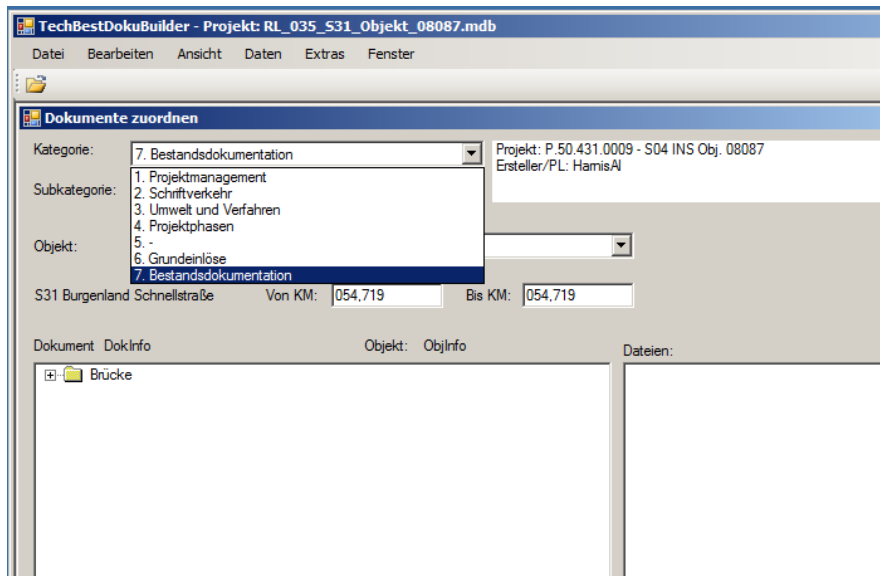 TechBestDokuBuilder - Projekt: RL_035_S31_Objekt_08087.mdb
Datei Bearbeiten Ansicht Daten Extras Fenster
Dokumente zuordnen
Kategorie: 7. Bestandsdokumentation
Projekt: P.50.431.0009 - S04 INS Obj. 08087
Ersteller/PL: HamisAl
1. Projektmanagement
Subkategorie: 2. Schriftverkehr
3. Umwelt und Verfahren
4. Projektphasen
Objekt: 5. -
6. Grundeinlöse
7. Bestandsdokumentation
S31 Burgenland Schnellstraße Von KM: 054,719 Bis KM: 054,719
Dokument DokInfo Objekt: ObjInfo Dateien:
Brücke